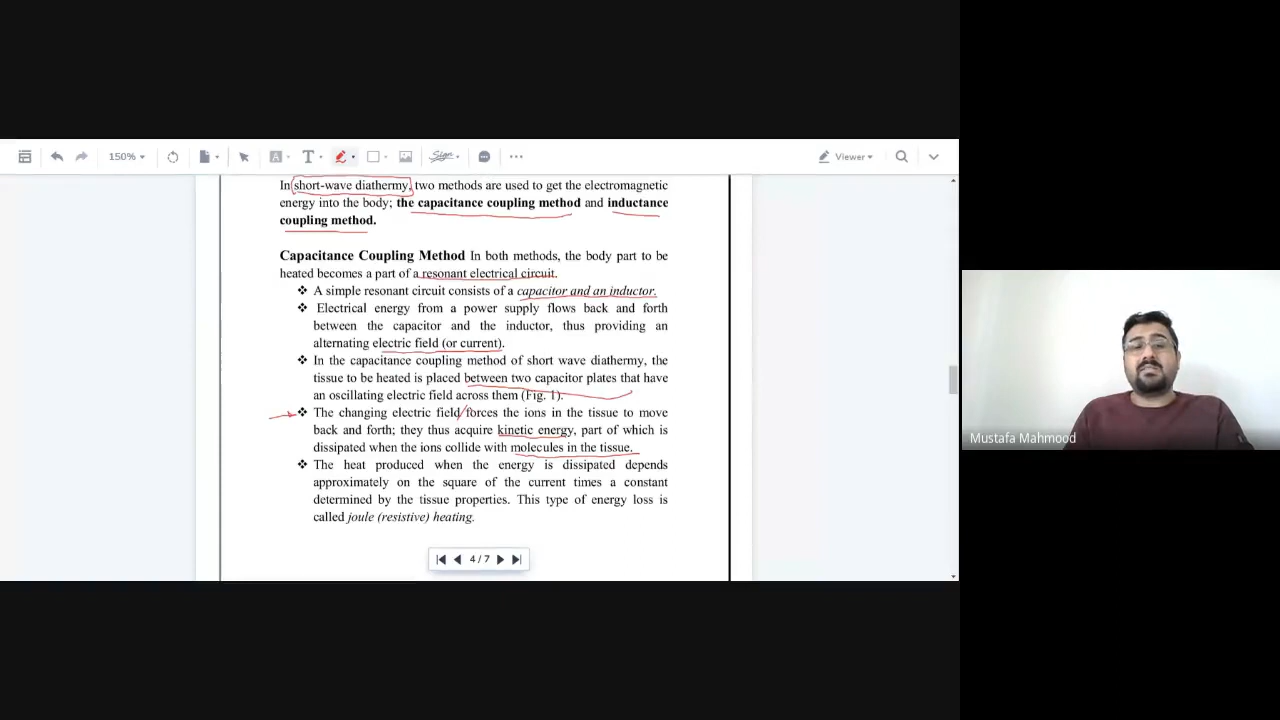 150%
T
Sign
Viewer
In short-wave diathermy, two methods are used to get the electromagnetic
energy into the body; the capacitance coupling method and inductance
coupling method.
Capacitance Coupling Method In both methods, the body part to be
heated becomes a part of a resonant electrical circuit.
❖ A simple resonant circuit consists of a capacitor and an inductor.
❖ Electrical energy from a power supply flows back and forth
between the capacitor and the inductor, thus providing an
alternating electric field (or current).
❖ In the capacitance coupling method of short wave diathermy, the
tissue to be heated is placed between two capacitor plates that have
an oscillating electric field across them (Fig. 1).
❖ The changing electric field forces the ions in the tissue to move
back and forth; they thus acquire kinetic energy, part of which is
dissipated when the ions collide with molecules in the tissue.
❖ The heat produced when the energy is dissipated depends
approximately on the square of the current times a constant
determined by the tissue properties. This type of energy loss is
called joule (resistive) heating.
4 / 7
Mustafa Mahmood